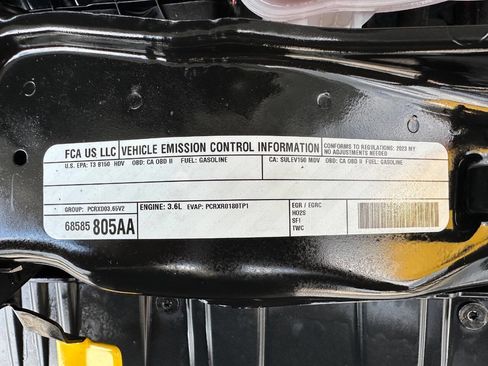 FCA US LLC VEHICLE EMISSION CONTROL INFORMATION CONFORMS TO REGULATIONS: 2023 MY
NO ADJUSTMENTS NEEDED
U.S. EPA: T3 B150 HDV OBD: CA OBD II FUEL: GASOLINE
CA: SULEV150 MDV OBD: CA OBD II FUEL: GASOLINE
GROUP: PCRXD03.65V2
ENGINE: 3.6L EVAP: PCRXR0180TP1
EGR / EGRC
HO2S
SFI
TWC
68585 805AA